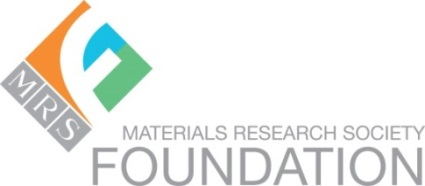 MRS
MATERIALS RESEARCH SOCIETY
FOUNDATION